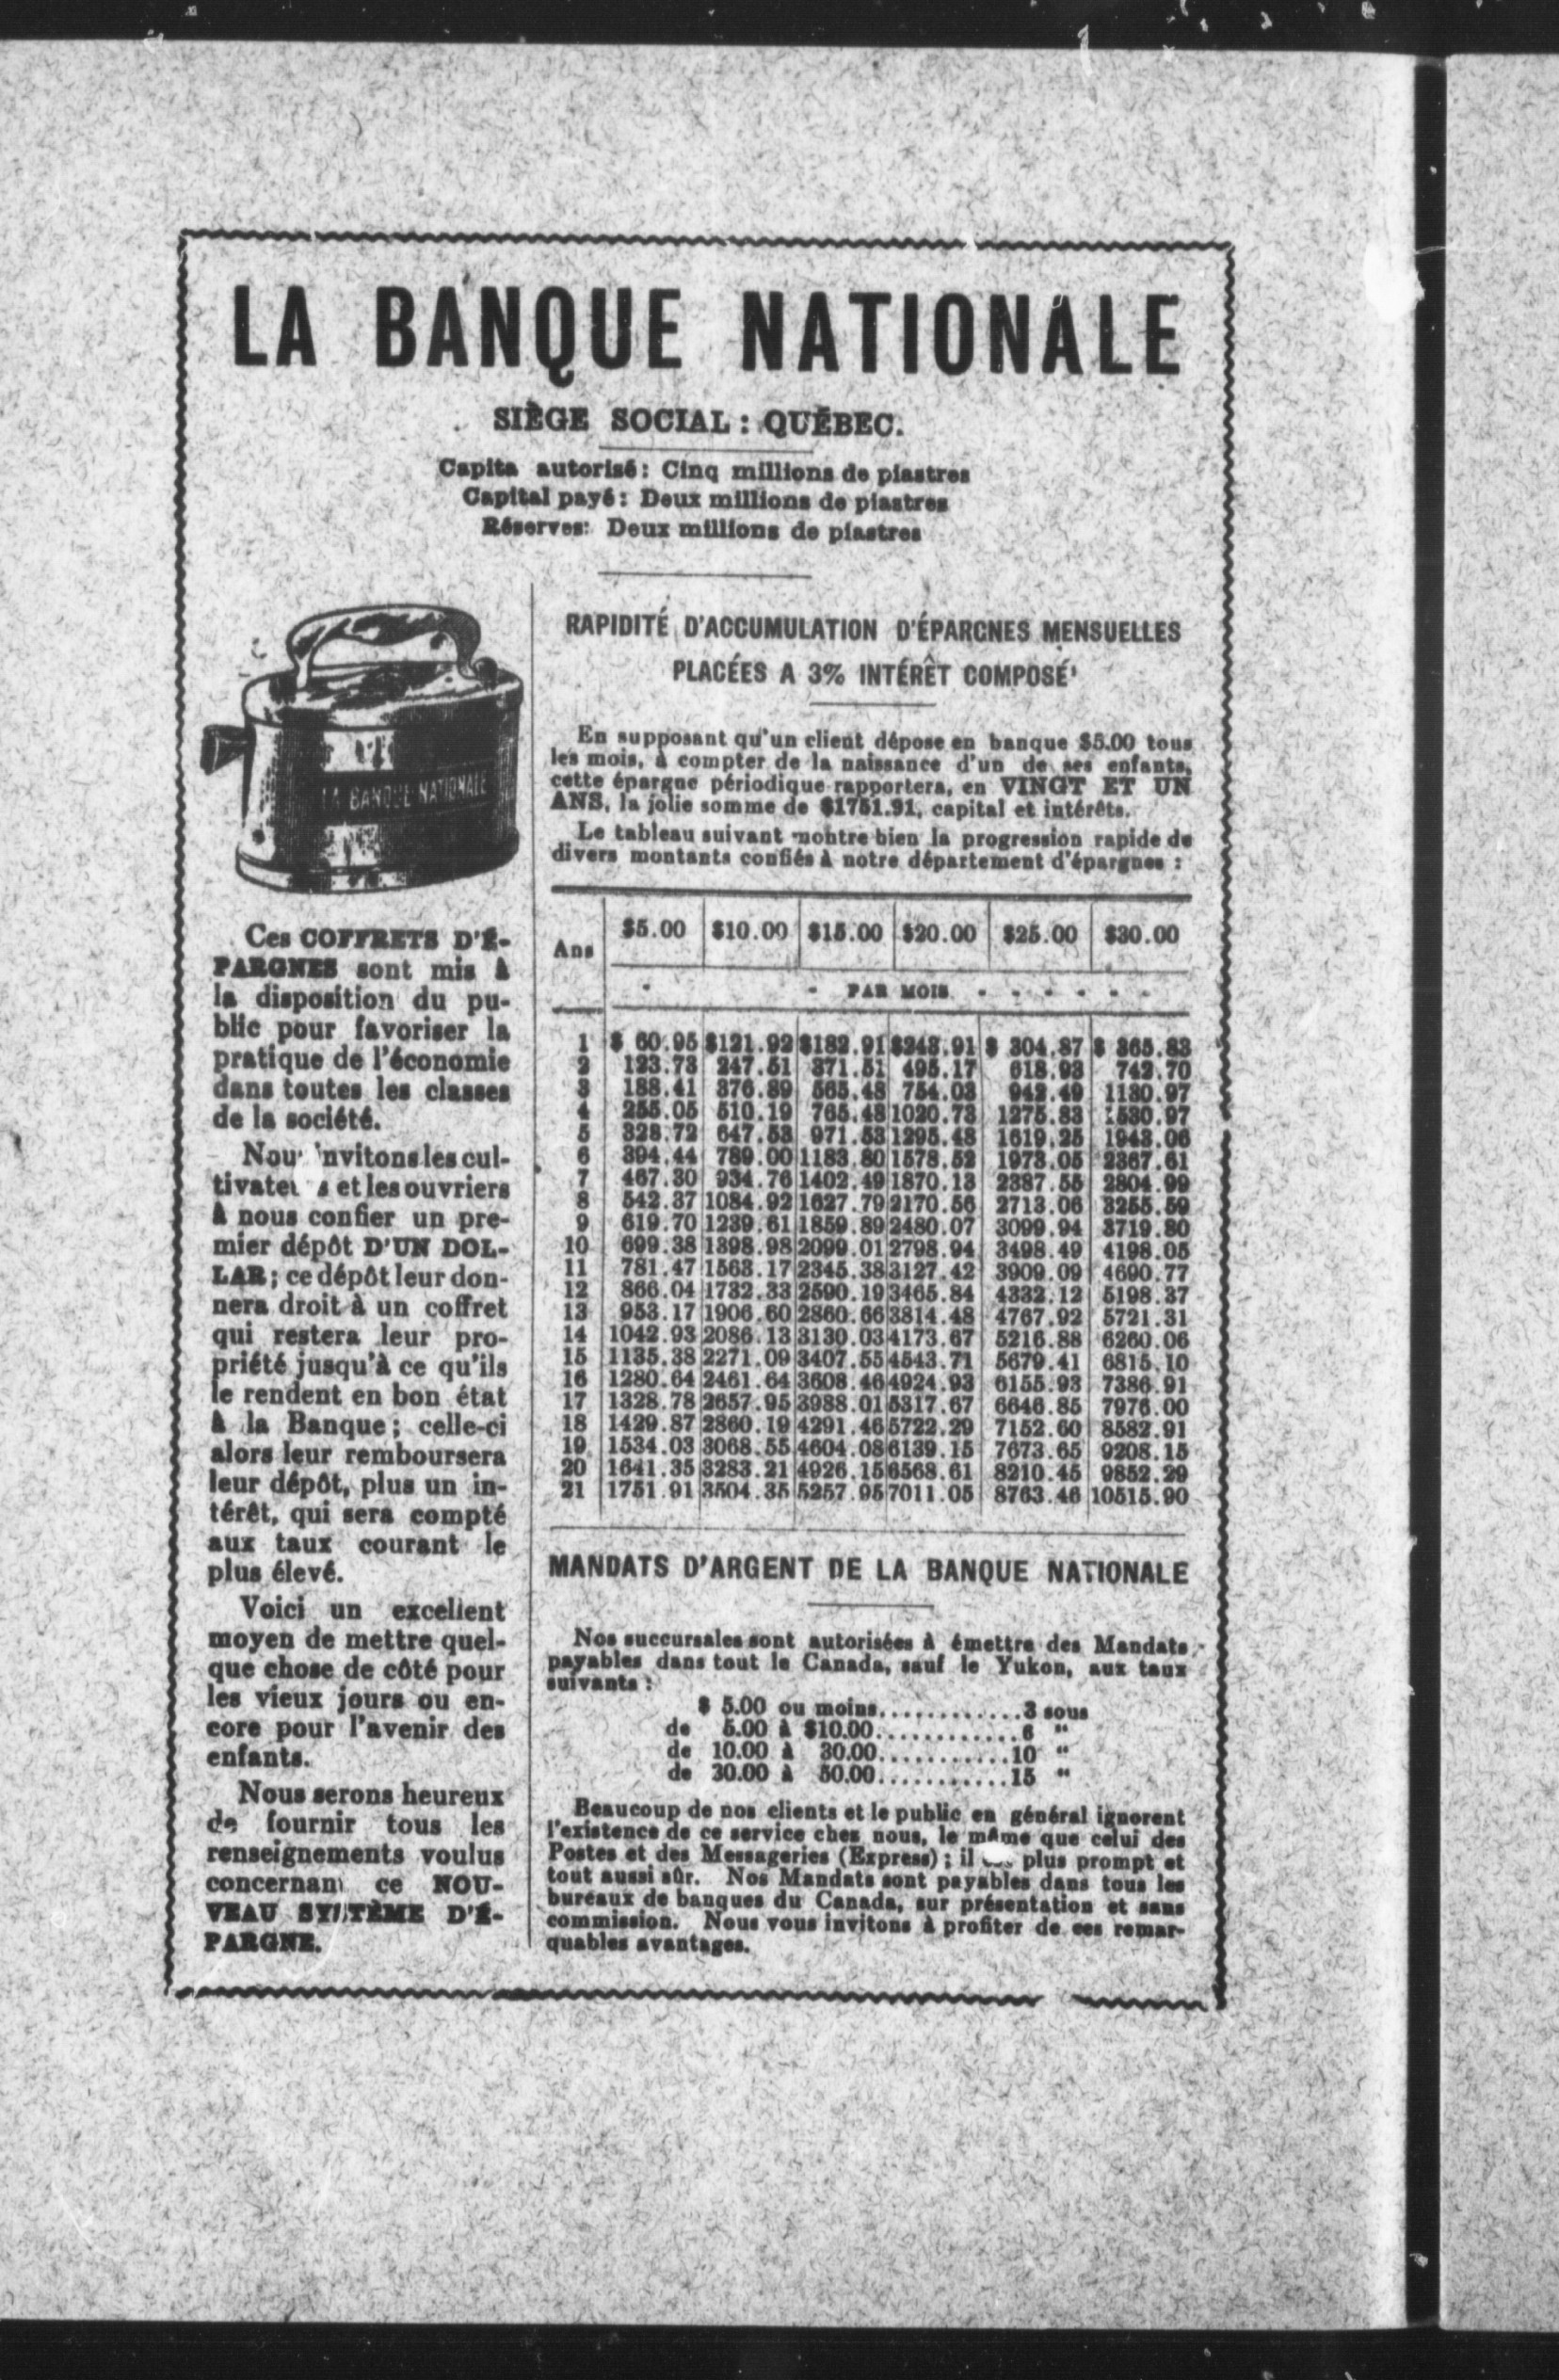 LA BANQUE NATIONALE
SIÈGE SOCIAL : QUÉBEC.
Capita autorisé : Cinq millions de piastres
Capital payé : Deux millions de piastres
Réserves: Deux millions de piastres
LA BANQUE NATIONALE
Ces COFFRETS D'É-
PARGNES sont mis à
la disposition du pu-
blic pour favoriser la
pratique de l'économie
dans toutes les classes
de la société.
Nou nvitons les cul-
tivate s et les ouvriers
à nous confier un pre-
mier dépôt D'UN DOL-
LAR ; ce dépôt leur don-
nera droit à un coffret
qui restera leur pro-
priété jusqu'à ce qu'ils
le rendent en bon état
à la Banque ; celle-ci
alors leur remboursera
leur dépôt, plus un in-
térêt, qui sera compté
aux taux courant le
plus élevé.
Voici un excellent
moyen de mettre quel-
que chose de côté pour
les vieux jours ou en-
core pour l'avenir des
enfants.
Nous serons heureux
de fournir tous les
renseignements voulus
concernant ce NOU-
VEAU SYSTÈME D'É-
PARGNE.
RAPIDITÉ D'ACCUMULATION D'ÉPARGNES MENSUELLES
PLACÉES A 3% INTÉRÊT COMPOSÉ
En supposant qu'un client dépose en banque $5.00 tous
les mois, à compter de la naissance d'un de ses enfants,
cette épargne périodique rapportera, en VINGT ET UN
ANS, la jolie somme de $1751.91, capital et intérêts.
Le tableau suivant montre bien la progression rapide de
divers montants confiés à notre département d'épargnes :
Ans $5.00 $10.00 $15.00 $20.00 $25.00 $30.00
PAR MOIS
1 $ 60.95 $121.92 $182.91 $243.91 $ 304.87 $ 365.83
2 123.73 247.51 371.51 495.17 618.93 742.70
3 188.41 376.89 565.48 754.03 942.49 1130.97
4 255.05 510.19 765.48 1020.73 1275.83 1530.97
5 323.72 647.53 971.53 1295.48 1619.25 1943.06
6 394.44 789.00 1183.80 1578.52 1973.05 2367.61
7 467.30 934.76 1402.49 1870.13 2387.55 2804.99
8 542.37 1084.92 1627.79 2170.56 2713.06 3255.59
9 619.70 1239.61 1859.89 2480.07 3099.94 3719.80
10 699.38 1398.98 2099.01 2798.94 3498.49 4198.05
11 781.47 1563.17 2345.38 3127.42 3909.09 4690.77
12 866.04 1732.33 2590.19 3465.84 4332.12 5198.37
13 953.17 1906.60 2860.66 3814.48 4767.92 5721.31
14 1042.93 2086.13 3130.03 4173.67 5216.88 6260.06
15 1135.38 2271.09 3407.55 4543.71 5679.41 6815.10
16 1280.64 2461.64 3608.46 4924.93 6155.93 7386.91
17 1328.78 2657.95 3988.01 5317.67 6646.85 7976.00
18 1429.87 2860.19 4291.46 5722.29 7152.60 8582.91
19 1534.03 3068.55 4604.08 6139.15 7673.65 9208.15
20 1641.35 3283.21 4926.15 6568.61 8210.45 9852.29
21 1751.91 3504.35 5257.95 7011.05 8763.46 10515.90
MANDATS D'ARGENT DE LA BANQUE NATIONALE
Nos succursales sont autorisées à émettre des Mandats
payables dans tout le Canada, sauf le Yukon, aux taux
suivants :
$ 5.00 ou moins.............3 sous
de 5.00 à $10.00.............6 "
de 10.00 à 30.00............10 "
de 30.00 à 50.00............15 "
Beaucoup de nos clients et le public en général ignorent
l'existence de ce service chez nous, le même que celui des
Postes et des Messageries (Express) ; il plus prompt et
tout aussi sûr. Nos Mandats sont payables dans tous les
bureaux de banques du Canada, sur présentation et sans
commission. Nous vous invitons à profiter de ces remar-
quables avantages.